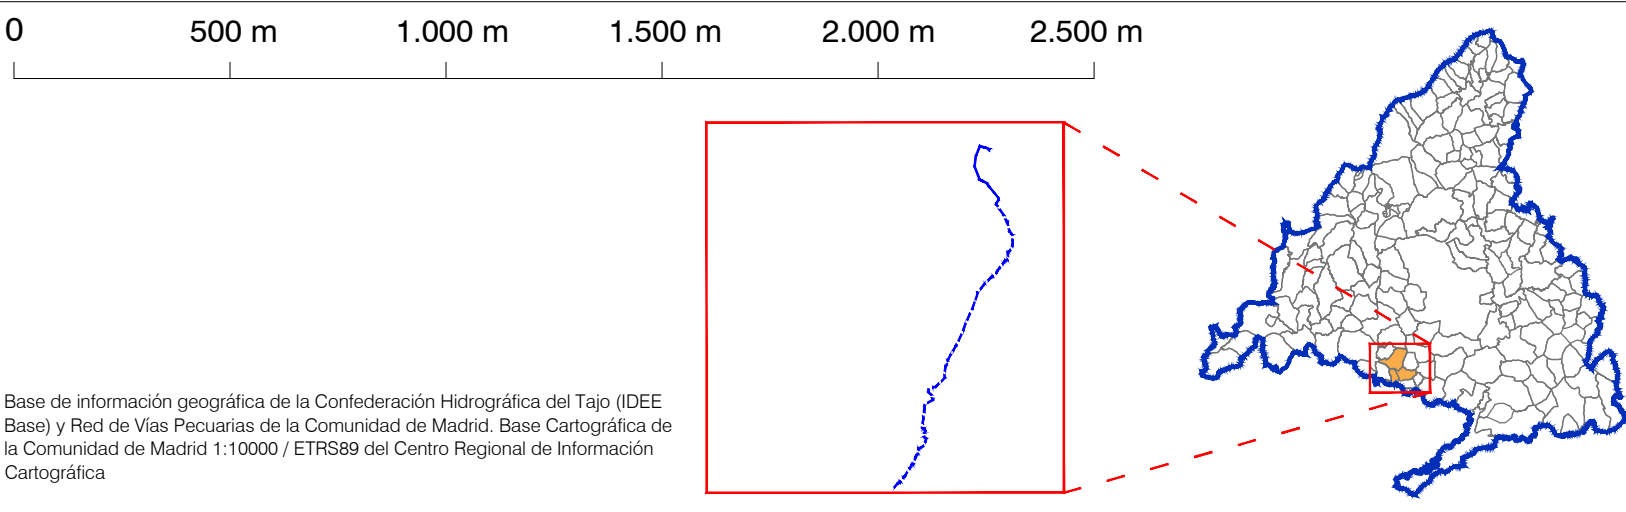 0 500 m 1.000 m 1.500 m 2.000 m 2.500 m
Base de información geográfica de la Confederación Hidrográfica del Tajo (IDEE
Base) y Red de Vías Pecuarias de la Comunidad de Madrid. Base Cartográfica de
la Comunidad de Madrid 1:10000 / ETRS89 del Centro Regional de Información
Cartográfica